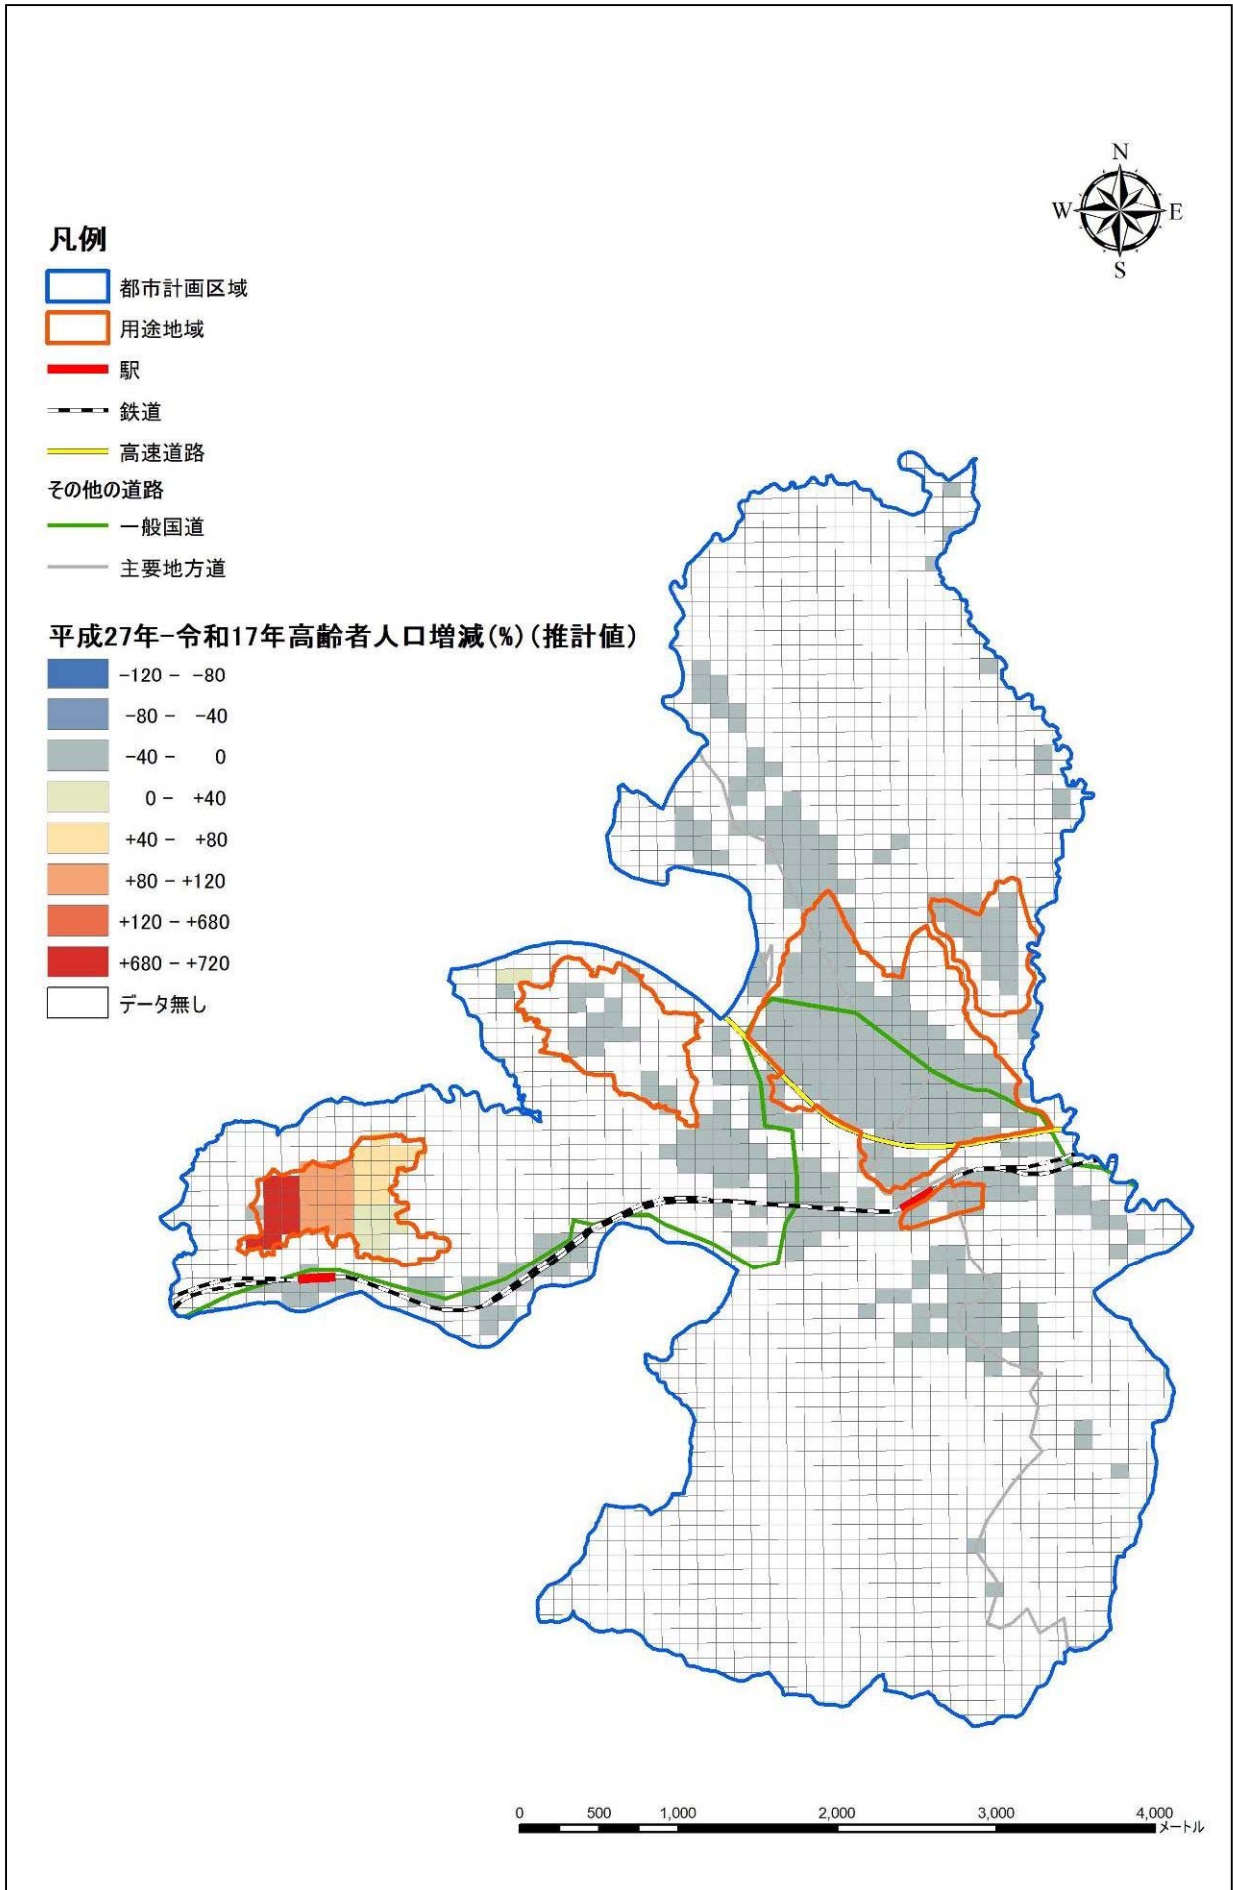 N
W E
S
凡例
都市計画区域
用途地域
駅
鉄道
高速道路
その他の道路
一般国道
主要地方道
平成27年-令和17年高齢者人口増減(%)(推計値)
-120 - -80
-80 - -40
-40 - 0
0 - +40
+40 - +80
+80 - +120
+120 - +680
+680 - +720
データ無し
0 500 1,000 2,000 3,000 4,000
メートル